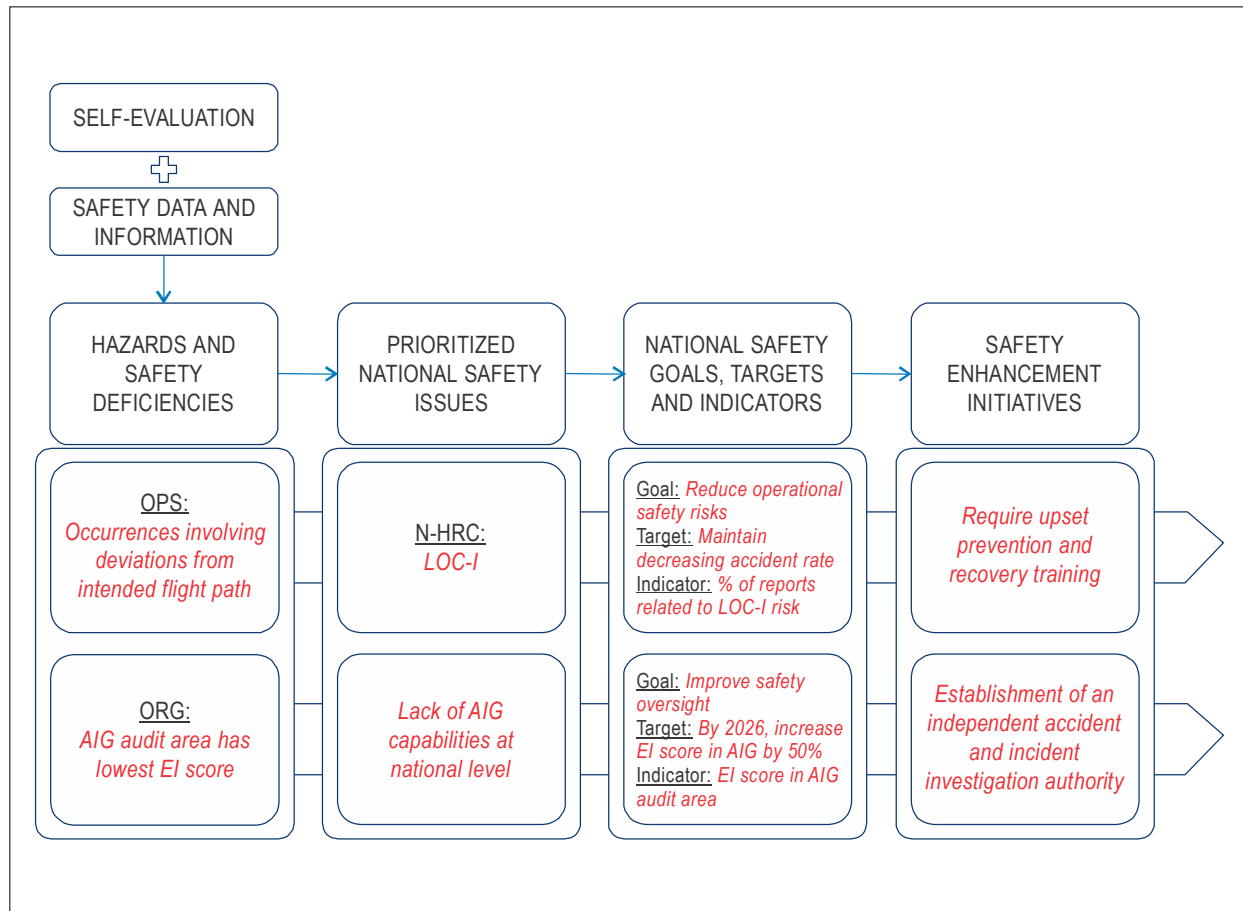 SELF-EVALUATION
SAFETY DATA AND
INFORMATION
HAZARDS AND
SAFETY
DEFICIENCIES
PRIORITIZED
NATIONAL SAFETY
ISSUES
NATIONAL SAFETY
GOALS, TARGETS
AND INDICATORS
SAFETY
ENHANCEMENT
INITIATIVES
OPS:
Occurrences involving
deviations from
intended flight path
N-HRC:
LOC-I
Goal: Reduce operational
safety risks
Target: Maintain
decreasing accident rate
Indicator: % of reports
related to LOC-I risk
Require upset
prevention and
recovery training
ORG:
AIG audit area has
lowest EI score
Lack of AIG
capabilities at
national level
Goal: Improve safety
oversight
Target: By 2026, increase
EI score in AIG by 50%
Indicator: EI score in AIG
audit area
Establishment of an
independent accident
and incident
investigation authority